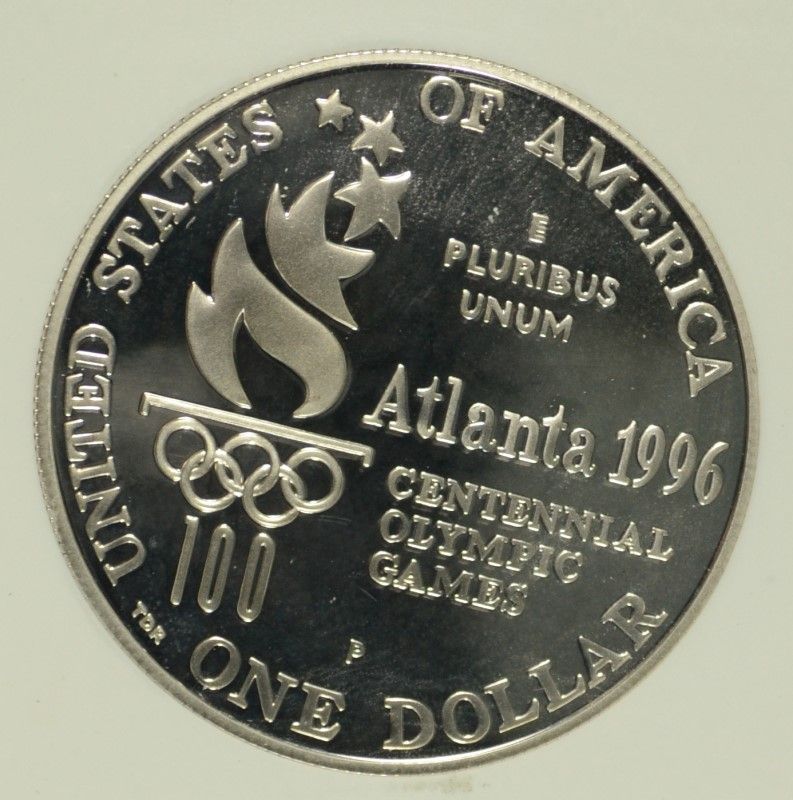 UNITED STATES OF AMERICA
E
PLURIBUS
UNUM
Atlanta 1996
CENTENNIAL
OLYMPIC
GAMES
100
TDR
P
ONE DOLLAR